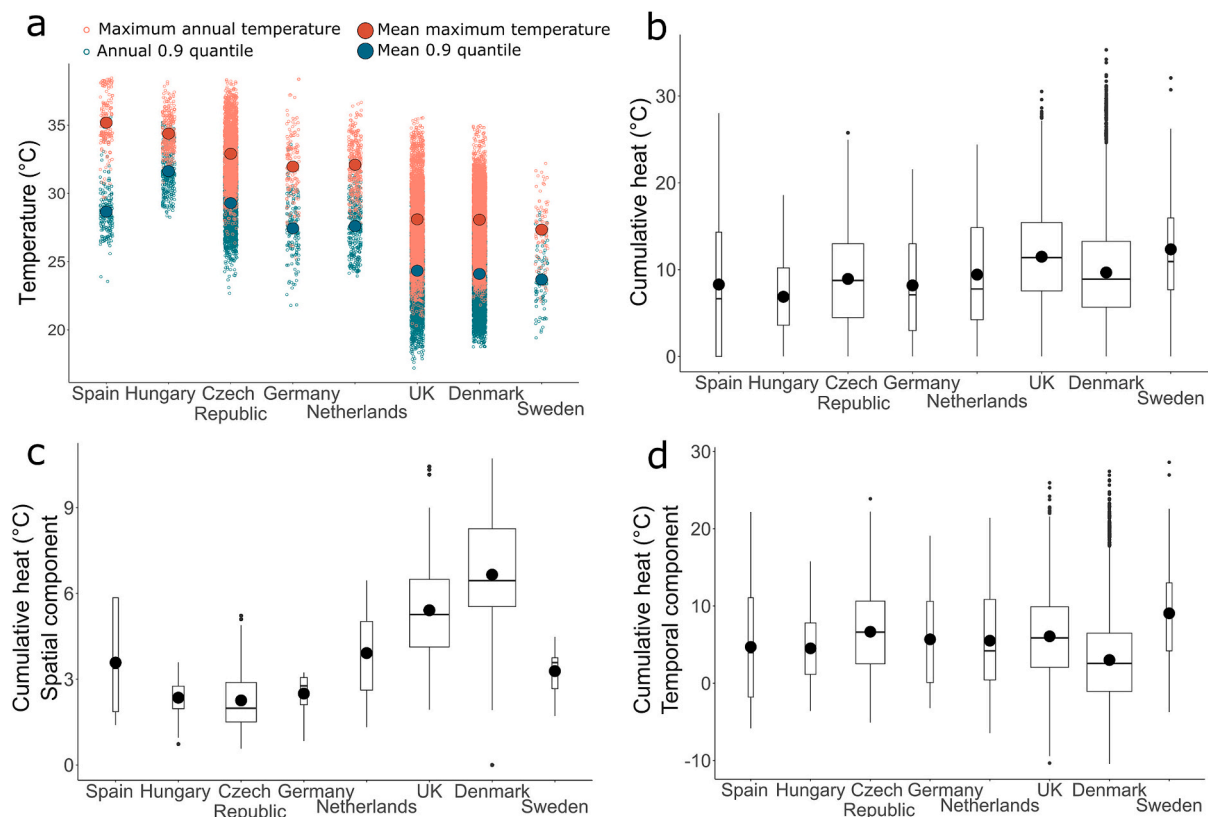 a
Maximum annual temperature
Mean maximum temperature
Annual 0.9 quantile
Mean 0.9 quantile
Temperature (°C)
35
30
25
20
Spain Hungary Czech Germany UK Denmark
Republic Netherlands Sweden
b
Cumulative heat (°C)
30
20
10
0
Spain Hungary Czech Germany UK Denmark
Republic Netherlands Sweden
c
Cumulative heat (°C)
Spatial component
9
6
3
0
Spain Hungary Czech Germany UK Denmark
Republic Netherlands Sweden
d
Cumulative heat (°C)
Temporal component
30
20
10
0
-10
Spain Hungary Czech Germany UK Denmark
Republic Netherlands Sweden